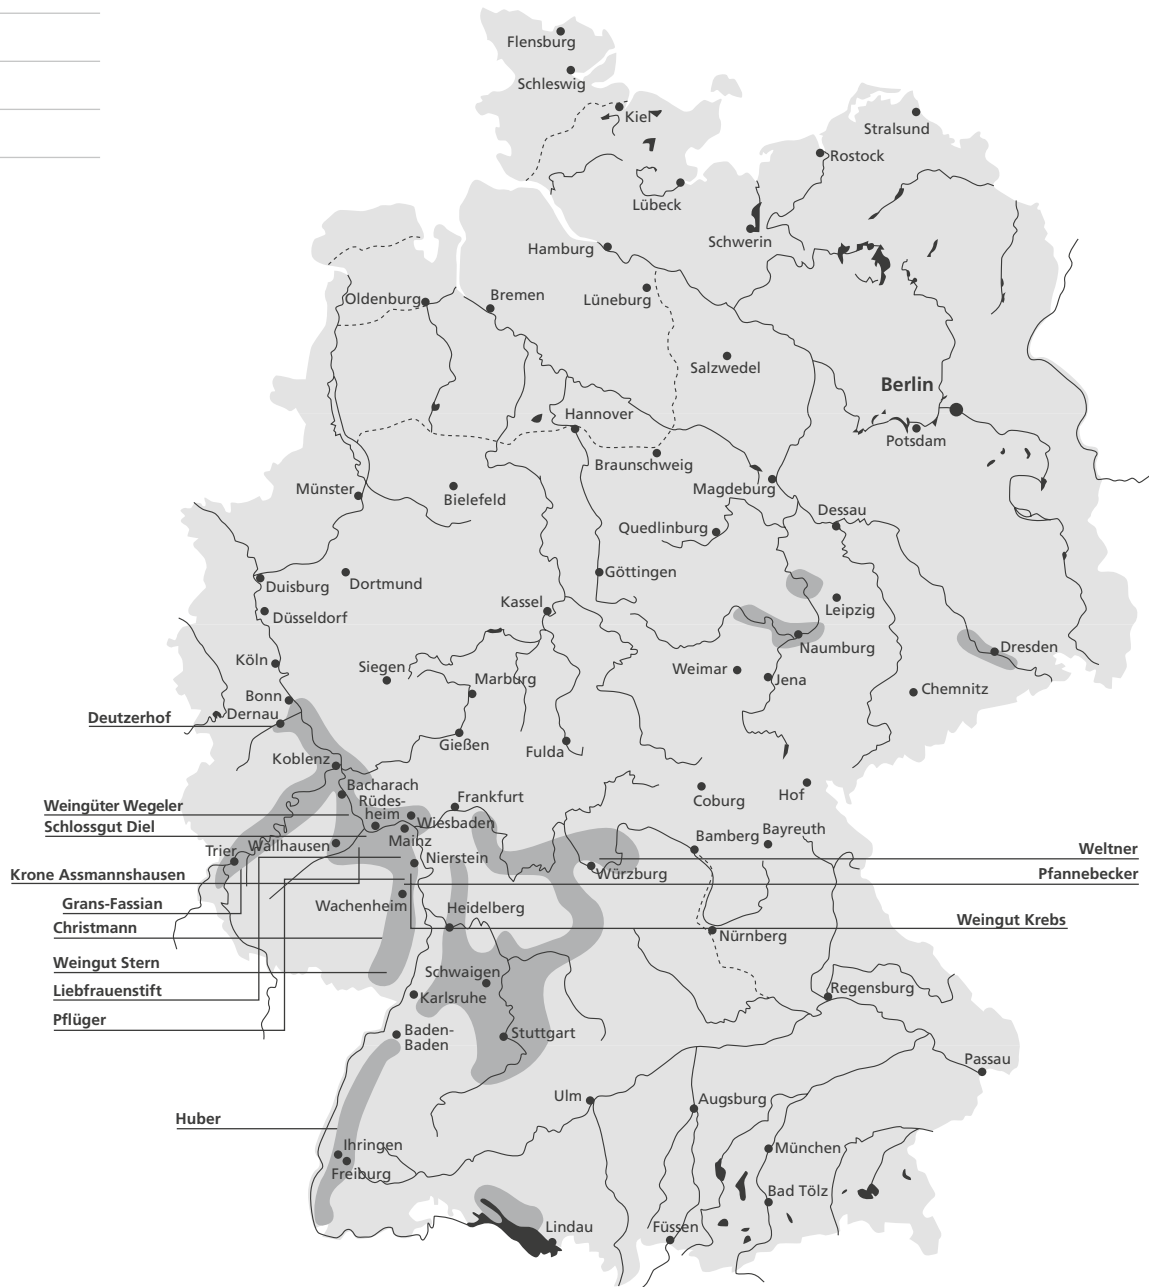 Flensburg
Schleswig
Kiel
Stralsund
Rostock
Lübeck
Schwerin
Hamburg
Oldenburg
Bremen
Lüneburg
Salzwedel
Berlin
Hannover
Potsdam
Braunschweig
Münster
Bielefeld
Magdeburg
Dessau
Quedlinburg
Duisburg
Dortmund
Göttingen
Kassel
Leipzig
Düsseldorf
Naumburg
Dresden
Köln
Siegen
Marburg
Weimar
Jena
Chemnitz
Bonn
Deutzerhof
Dernau
Gießen
Fulda
Koblenz
Bacharach
Frankfurt
Coburg
Hof
Weingüter Wegeler
Rüdes-
heim
Wiesbaden
Schlossgut Diel
Mainz
Bamberg
Bayreuth
Trier
Wallhausen
Nierstein
Weltner
Krone Assmannshausen
Würzburg
Pfannebecker
Grans-Fassian
Wachenheim
Heidelberg
Weingut Krebs
Christmann
Nürnberg
Weingut Stern
Schwaigen
Liebfrauenstift
Karlsruhe
Regensburg
Pflüger
Baden-
Baden
Stuttgart
Passau
Ulm
Augsburg
Huber
Ihringen
Freiburg
München
Bad Tölz
Lindau
Füssen